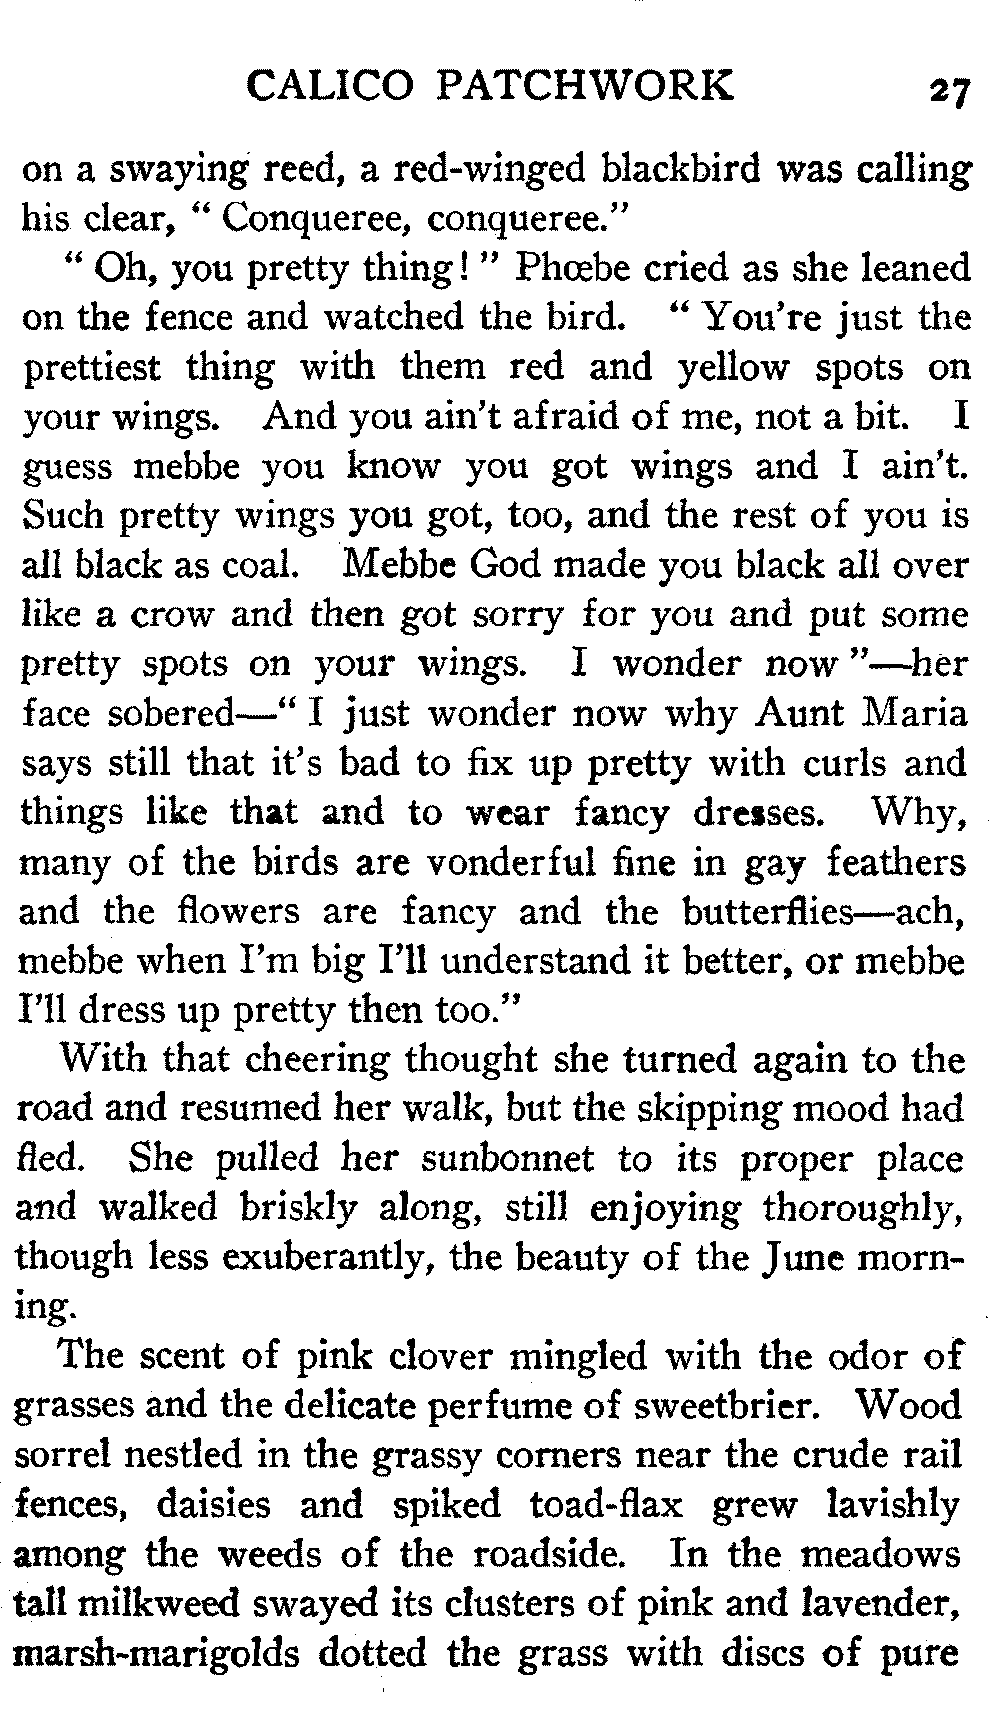 CALICO PATCHWORK 27
on a swaying reed, a red-winged blackbird was calling
his clear, “ Conqueree, conqueree.”
“ Oh, you pretty thing! ” Phœbe cried as she leaned
on the fence and watched the bird. “ You’re just the
prettiest thing with them red and yellow spots on
your wings. And you ain’t afraid of me, not a bit. I
guess mebbe you know you got wings and I ain’t.
Such pretty wings you got, too, and the rest of you is
all black as coal. Mebbe God made you black all over
like a crow and then got sorry for you and put some
pretty spots on your wings. I wonder now ”—her
face sobered—“ I just wonder now why Aunt Maria
says still that it’s bad to fix up pretty with curls and
things like that and to wear fancy dresses. Why,
many of the birds are vonderful fine in gay feathers
and the flowers are fancy and the butterflies—ach,
mebbe when I’m big I’ll understand it better, or mebbe
I’ll dress up pretty then too.”
With that cheering thought she turned again to the
road and resumed her walk, but the skipping mood had
fled. She pulled her sunbonnet to its proper place
and walked briskly along, still enjoying thoroughly,
though less exuberantly, the beauty of the June morn-
ing.
The scent of pink clover mingled with the odor of
grasses and the delicate perfume of sweetbrier. Wood
sorrel nestled in the grassy corners near the crude rail
fences, daisies and spiked toad-flax grew lavishly
among the weeds of the roadside. In the meadows
tall milkweed swayed its clusters of pink and lavender,
marsh-marigolds dotted the grass with discs of pure